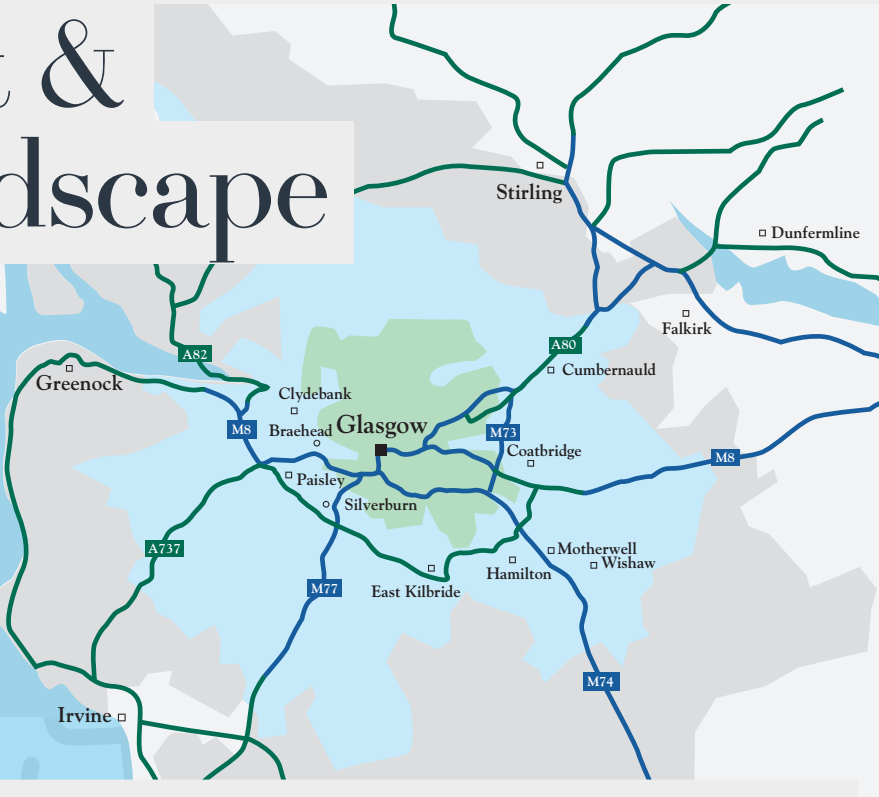 &
dscape
Stirling
Dunfermline
Falkirk
A80
A82
Cumbernauld
Greenock
Clydebank
M8
Braehead
Glasgow
M73
Coatbridge
M8
Paisley
Silverburn
A737
Motherwell
Wishaw
Hamilton
M77
East Kilbride
M74
Irvine